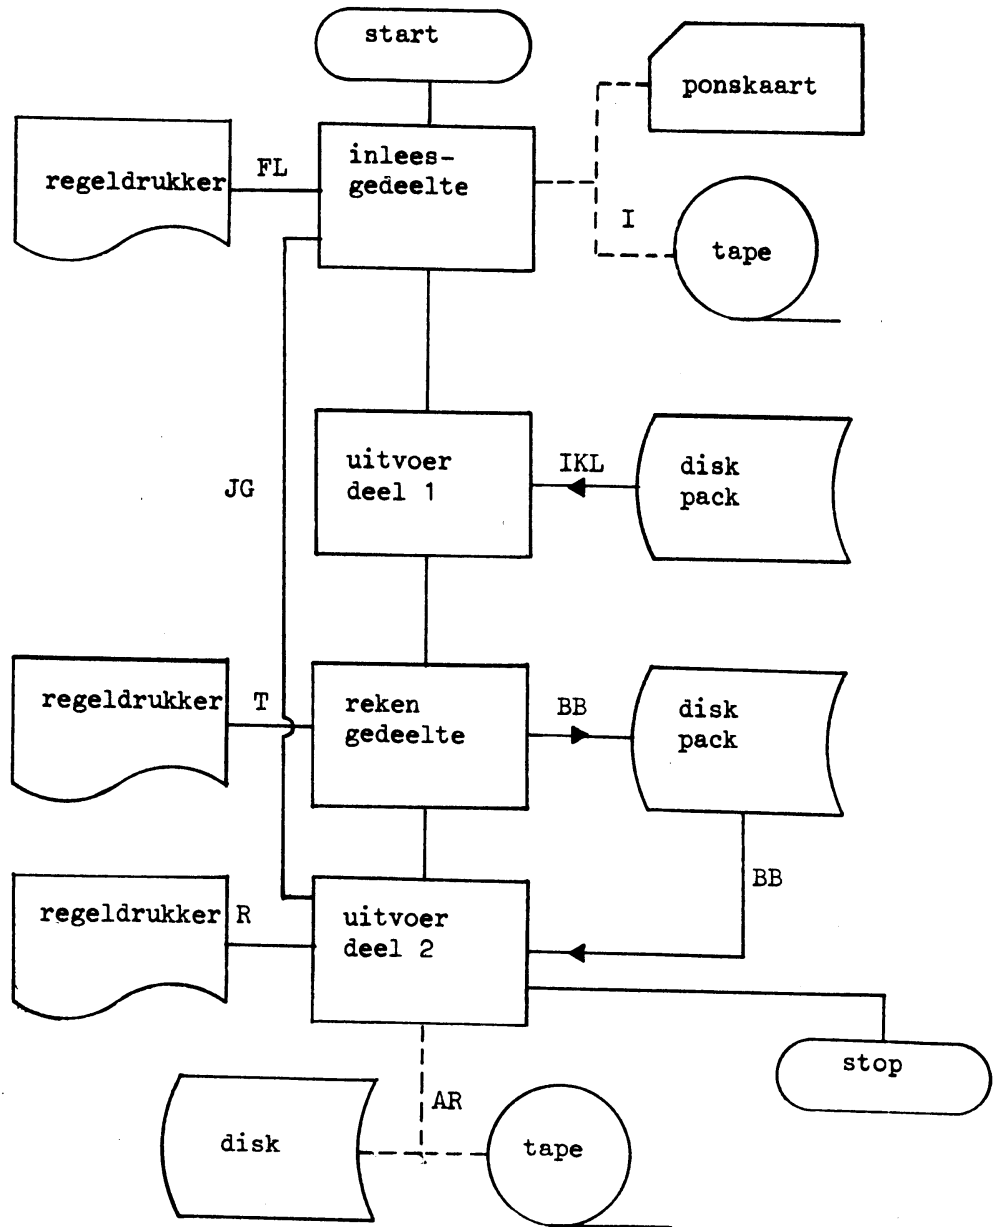 start
ponskaart
regeldrukker
FL
inlees-
gedeelte
I
tape
JG
uitvoer
deel 1
IKL
disk
pack
regeldrukker
T
reken
gedeelte
BB
disk
pack
BB
regeldrukker
R
uitvoer
deel 2
stop
AR
disk
tape